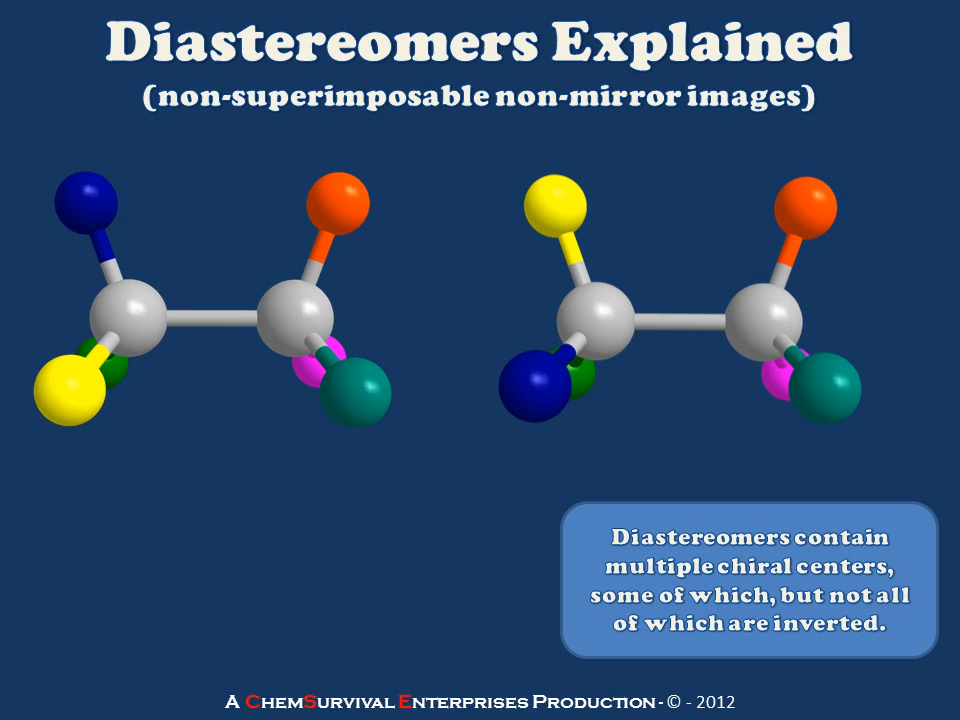 Diastereomers Explained
(non-superimposable non-mirror images)
Diastereomers contain
multiple chiral centers,
some of which, but not all
of which are inverted.
A ChemSurvival Enterprises Production - © - 2012